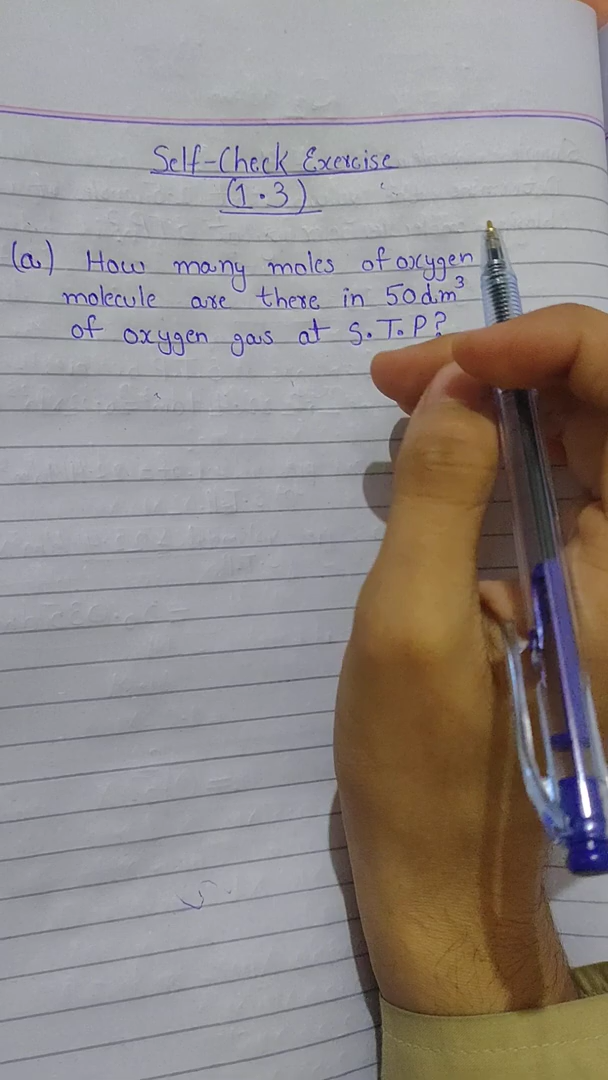 Self-Check Exercise
(1.3)
(a) How many moles of oxygen
molecule are there in 50dm³
of oxygen gas at S.T.P?